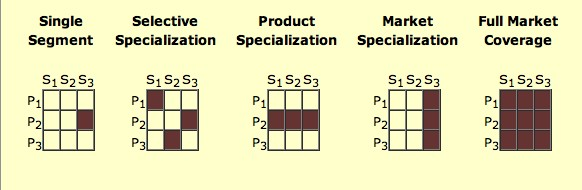 Single Segment
Selective Specialization
Product Specialization
Market Specialization
Full Market Coverage
S1 S2 S3
P1
P2
P3
S1 S2 S3
P1
P2
P3
S1 S2 S3
P1
P2
P3
S1 S2 S3
P1
P2
P3
S1 S2 S3
P1
P2
P3